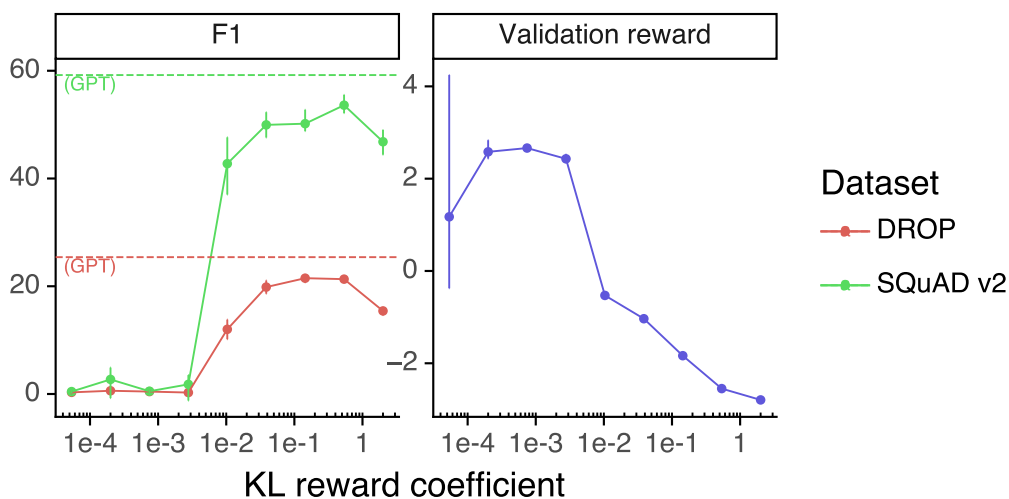 F1
Validation reward
60
40
20
0
(GPT)
(GPT)
1e-4 1e-3 1e-2 1e-1 1
4
2
0
−2
1e-4 1e-3 1e-2 1e-1 1
KL reward coefficient
Dataset
DROP
SQuAD v2